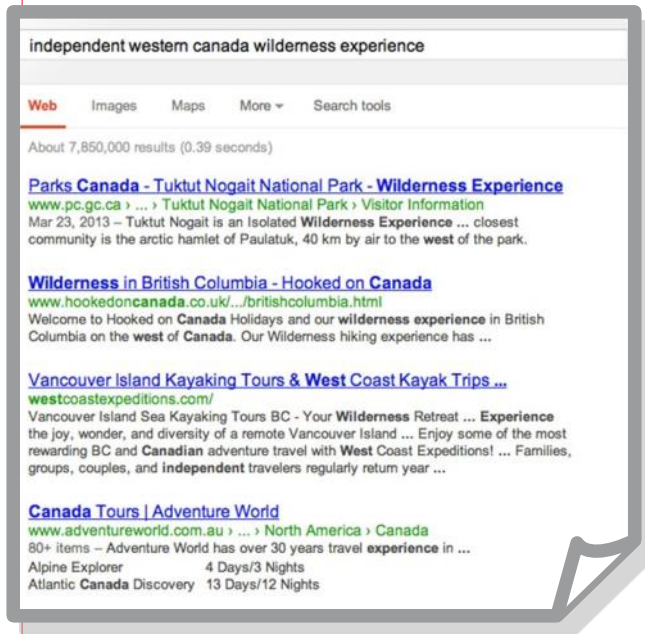 independent western canada wilderness experience
Web Images Maps More Search tools
About 7,850,000 results (0.39 seconds)
Parks Canada - Tuktut Nogait National Park - Wilderness Experience
www.pc.gc.ca › ... › Tuktut Nogait National Park › Visitor Information
Mar 23, 2013 – Tuktut Nogait is an Isolated Wilderness Experience ... closest
community is the arctic hamlet of Paulatuk, 40 km by air to the west of the park.
Wilderness in British Columbia - Hooked on Canada
www.hookedoncanada.co.uk/.../britishcolumbia.html
Welcome to Hooked on Canada Holidays and our wilderness experience in British
Columbia on the west of Canada. Our Wilderness hiking experience has ...
Vancouver Island Kayaking Tours & West Coast Kayak Trips ...
westcoastexpeditions.com/
Vancouver Island Sea Kayaking Tours BC - Your Wilderness Retreat ... Experience
the joy, wonder, and diversity of a remote Vancouver Island ... Enjoy some of the most
rewarding BC and Canadian adventure travel with West Coast Expeditions! ... Families,
groups, couples, and independent travelers regularly return year ...
Canada Tours | Adventure World
www.adventureworld.com.au › ... › North America › Canada
80+ items – Adventure World has over 30 years travel experience in ...
Alpine Explorer 4 Days/3 Nights
Atlantic Canada Discovery 13 Days/12 Nights